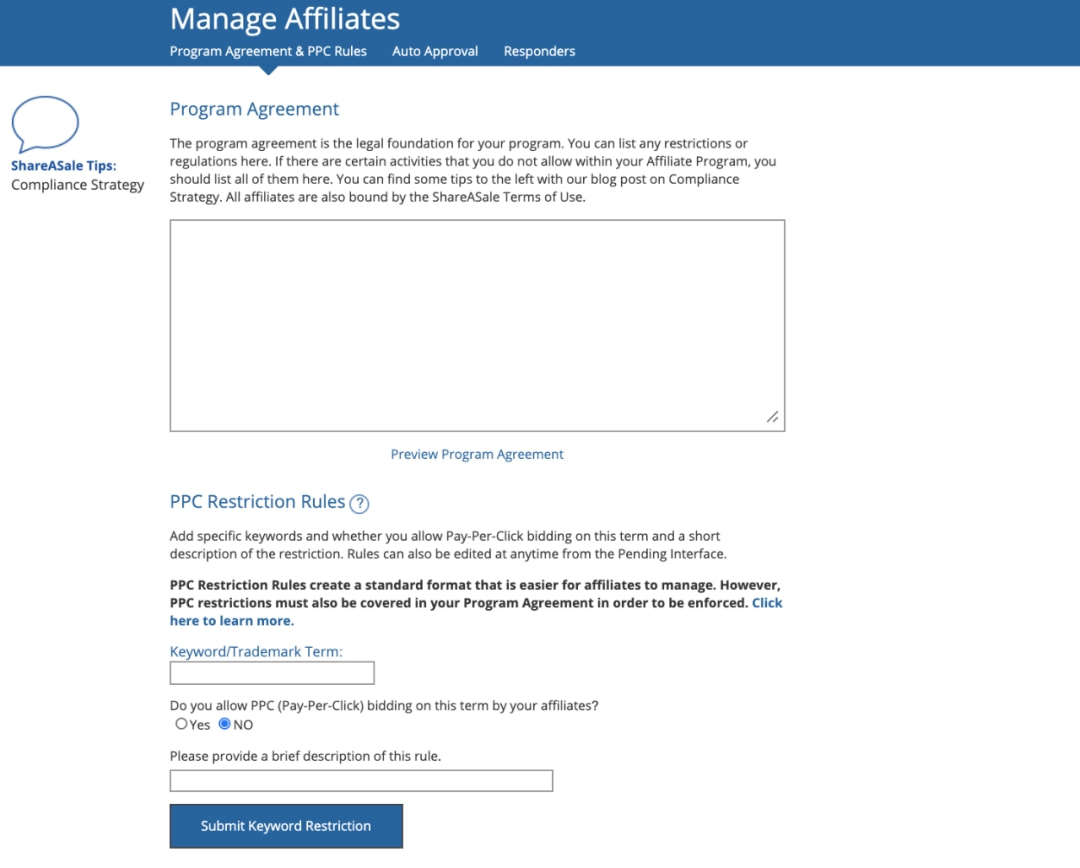 Manage Affiliates
Program Agreement & PPC Rules Auto Approval Responders
ShareASale Tips:
Compliance Strategy
Program Agreement
The program agreement is the legal foundation for your program. You can list any restrictions or
regulations here. If there are certain activities that you do not allow within your Affiliate Program, you
should list all of them here. You can find some tips to the left with our blog post on Compliance
Strategy. All affiliates are also bound by the ShareASale Terms of Use.
Preview Program Agreement
PPC Restriction Rules ?
Add specific keywords and whether you allow Pay-Per-Click bidding on this term and a short
description of the restriction. Rules can also be edited at anytime from the Pending Interface.
PPC Restriction Rules create a standard format that is easier for affiliates to manage. However,
PPC restrictions must also be covered in your Program Agreement in order to be enforced. Click
here to learn more.
Keyword/Trademark Term:
Do you allow PPC (Pay-Per-Click) bidding on this term by your affiliates?
Yes NO
Please provide a brief description of this rule.
Submit Keyword Restriction